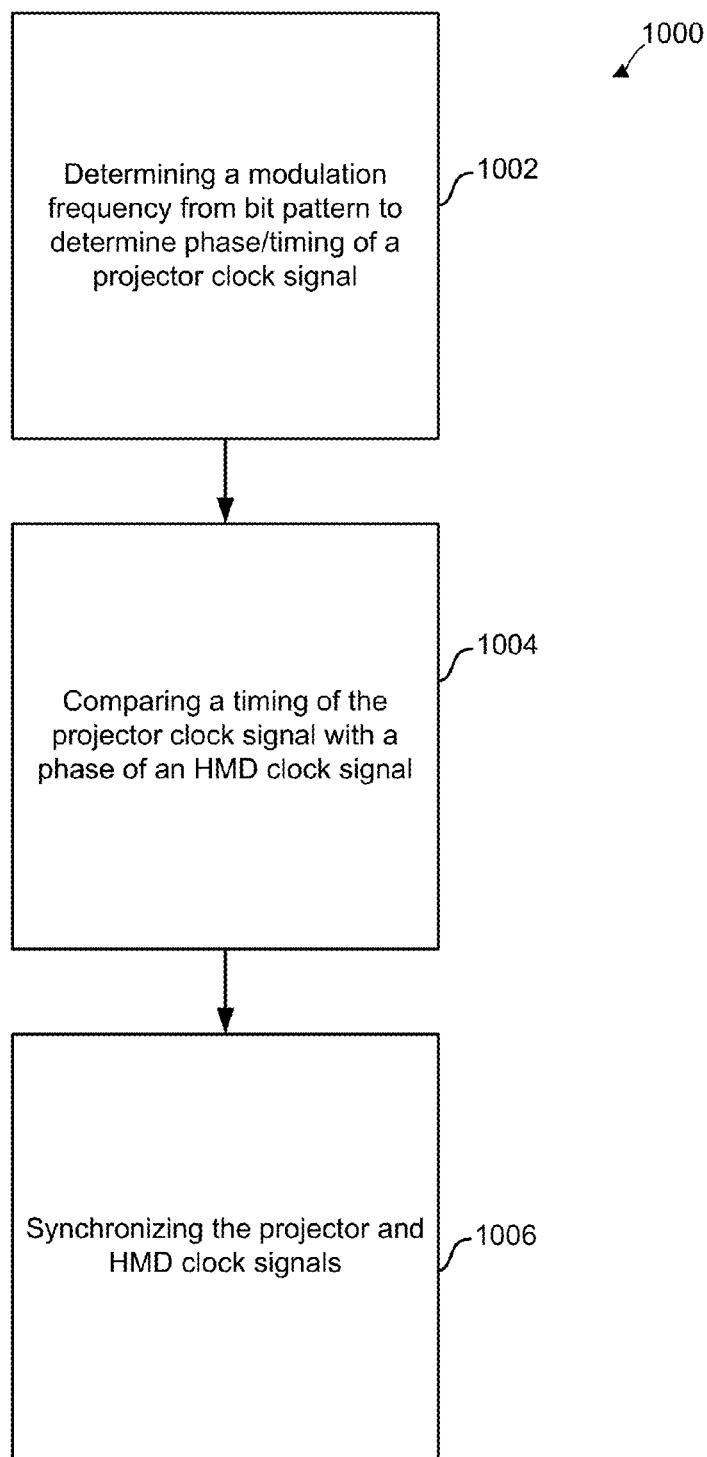 1000
Determining a modulation
frequency from bit pattern to
determine phase/timing of a
projector clock signal
1002
Comparing a timing of the
projector clock signal with a
phase of an HMD clock signal
1004
Synchronizing the projector and
HMD clock signals
1006